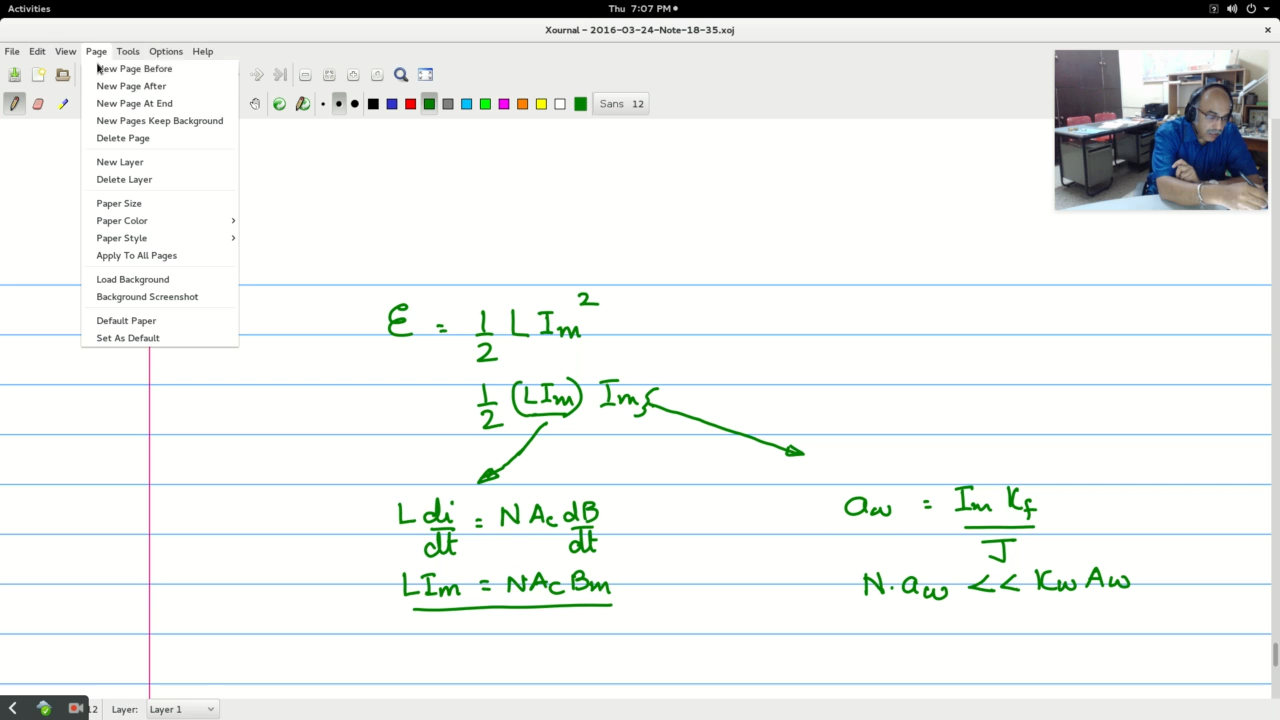 Activities
Thu 7:07 PM
Xournal – 2016-03-24-Note-18-35.xoj
File Edit View Page Tools Options Help
New Page Before
New Page After
New Page At End
New Pages Keep Background
Delete Page
New Layer
Delete Layer
Paper Size
Paper Color
Paper Style
Apply To All Pages
Load Background
Background Screenshot
Default Paper
Set As Default
Sans 12
ε = 1/2 L Im²
1/2 (LIm) Im
L di/dt = N Ac dB/dt
aw = Im Kf / J
LIm = NAcBm
N.aw << Kw Aw
12 Layer: Layer 1